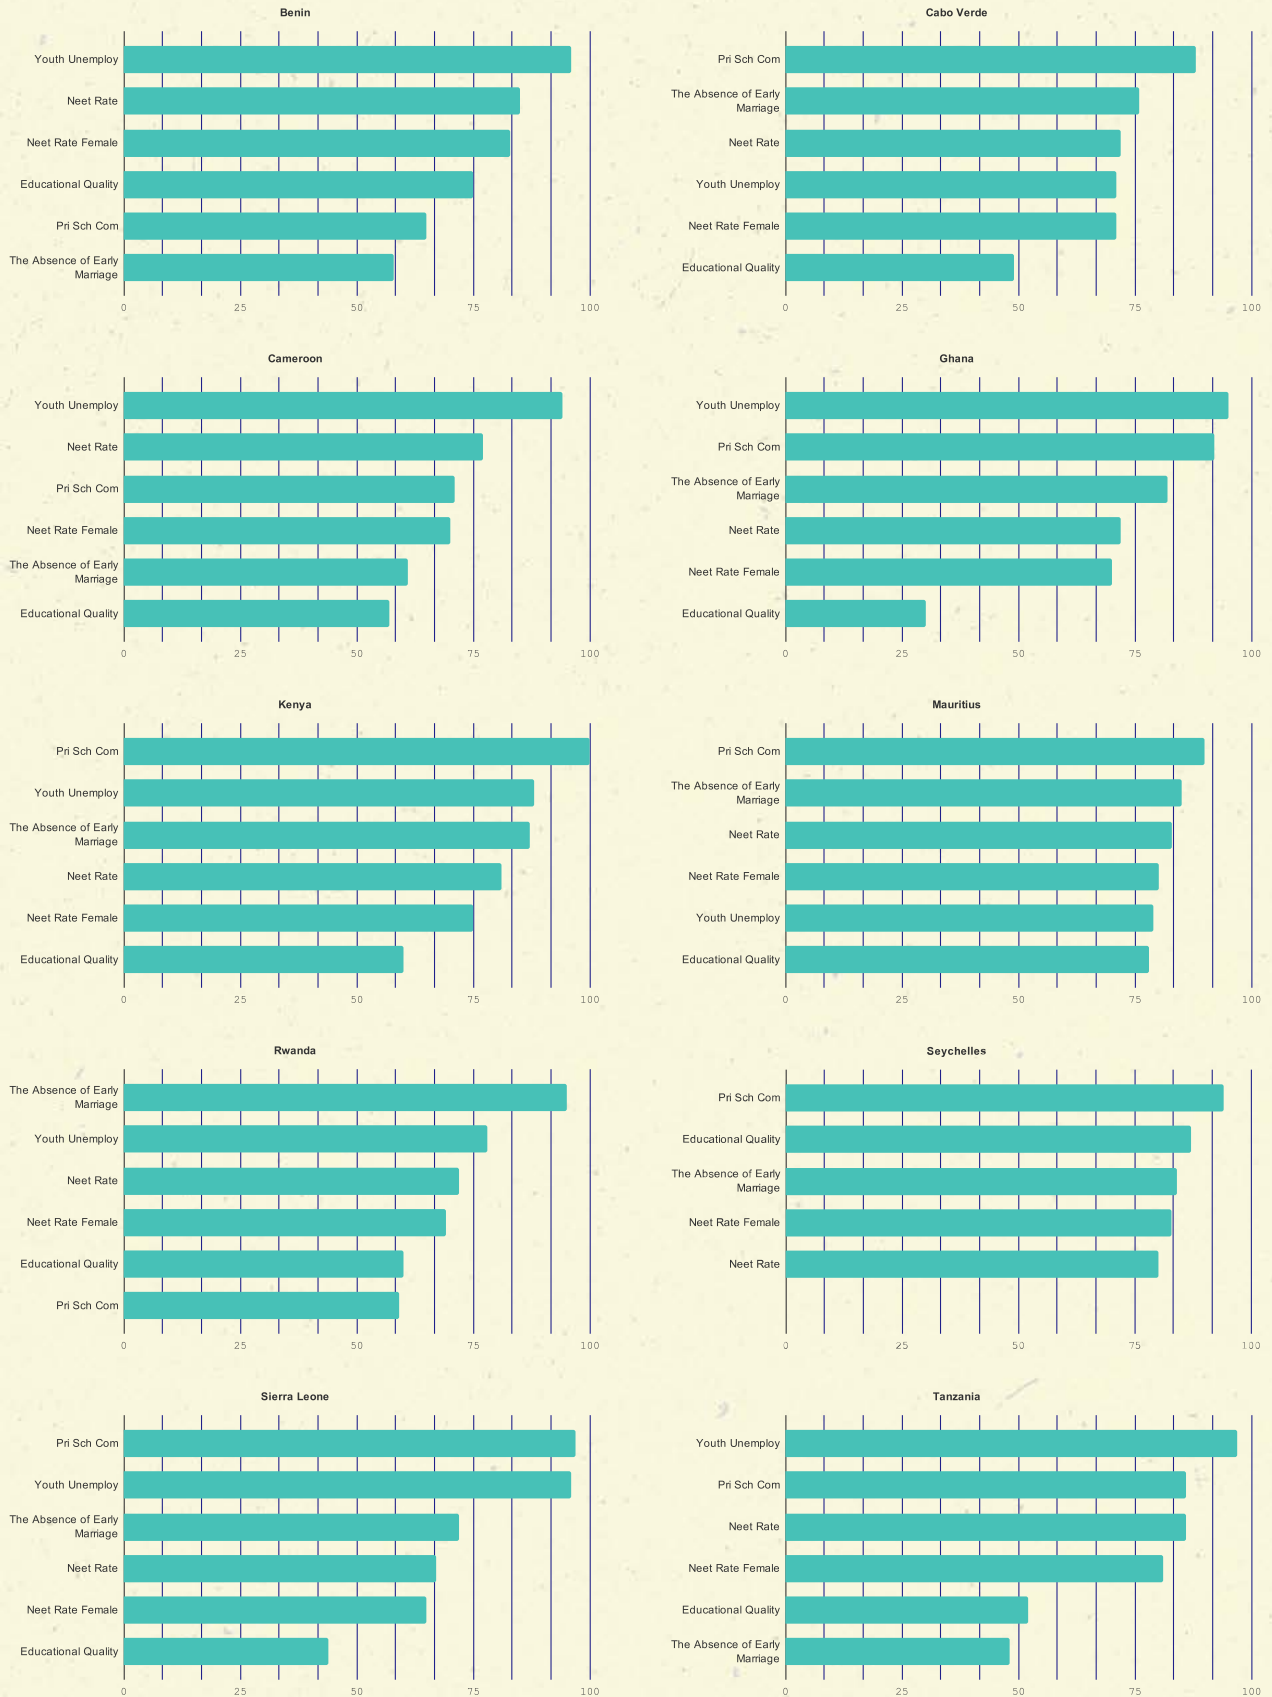 Benin
Youth Unemploy
Neet Rate
Neet Rate Female
Educational Quality
Pri Sch Com
The Absence of Early
Marriage
0 25 50 75 100
Cabo Verde
Pri Sch Com
The Absence of Early
Marriage
Neet Rate
Youth Unemploy
Neet Rate Female
Educational Quality
0 25 50 75 100
Cameroon
Youth Unemploy
Neet Rate
Pri Sch Com
Neet Rate Female
The Absence of Early
Marriage
Educational Quality
0 25 50 75 100
Ghana
Youth Unemploy
Pri Sch Com
The Absence of Early
Marriage
Neet Rate
Neet Rate Female
Educational Quality
0 25 50 75 100
Kenya
Pri Sch Com
Youth Unemploy
The Absence of Early
Marriage
Neet Rate
Neet Rate Female
Educational Quality
0 25 50 75 100
Mauritius
Pri Sch Com
The Absence of Early
Marriage
Neet Rate
Neet Rate Female
Youth Unemploy
Educational Quality
0 25 50 75 100
Rwanda
The Absence of Early
Marriage
Youth Unemploy
Neet Rate
Neet Rate Female
Educational Quality
Pri Sch Com
0 25 50 75 100
Seychelles
Pri Sch Com
Educational Quality
The Absence of Early
Marriage
Neet Rate Female
Neet Rate
0 25 50 75 100
Sierra Leone
Pri Sch Com
Youth Unemploy
The Absence of Early
Marriage
Neet Rate
Neet Rate Female
Educational Quality
0 25 50 75 100
Tanzania
Youth Unemploy
Pri Sch Com
Neet Rate
Neet Rate Female
Educational Quality
The Absence of Early
Marriage
0 25 50 75 100